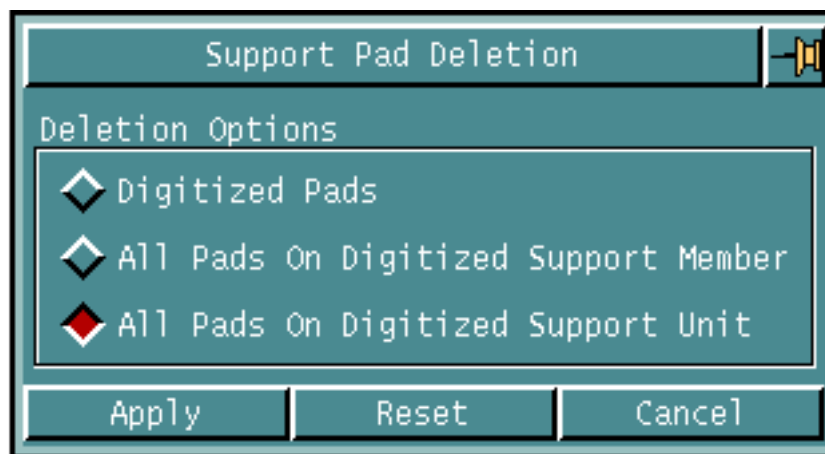 Support Pad Deletion
Deletion Options
Digitized Pads
All Pads On Digitized Support Member
All Pads On Digitized Support Unit
Apply Reset Cancel